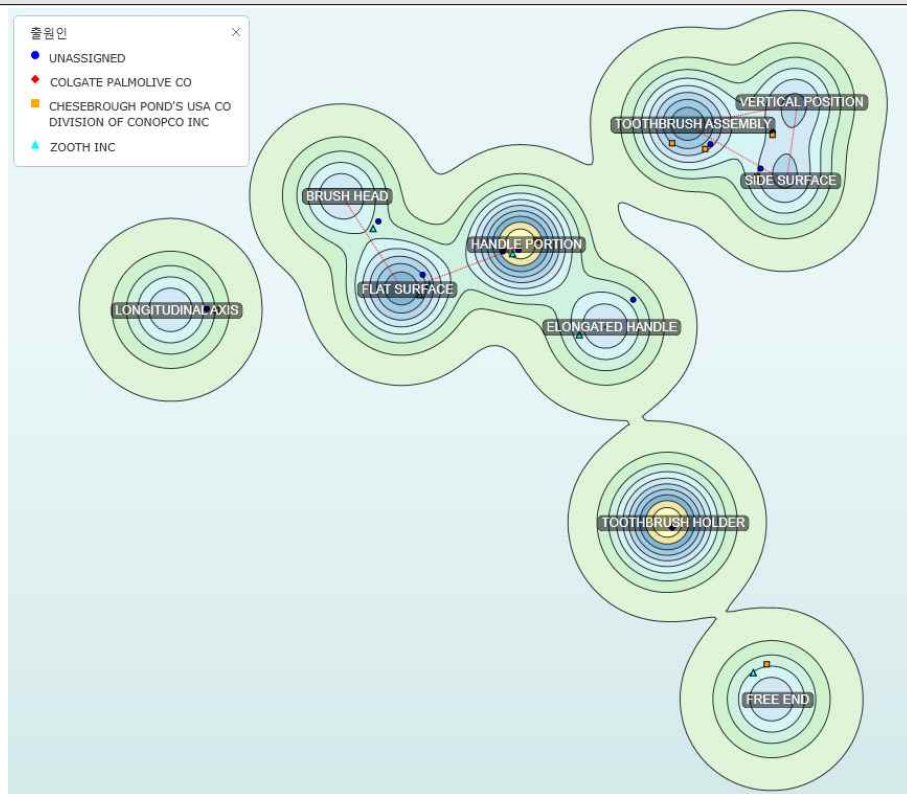 출원인
UNASSIGNED
COLGATE PALMOLIVE CO
CHESEBROUGH POND'S USA CO
DIVISION OF CONOPCO INC
ZOOTH INC
VERTICAL POSITION
TOOTHBRUSH ASSEMBLY
SIDE SURFACE
BRUSH HEAD
HANDLE PORTION
FLAT SURFACE
LONGITUDINAL AXIS
ELONGATED HANDLE
TOOTHBRUSH HOLDER
FREE END